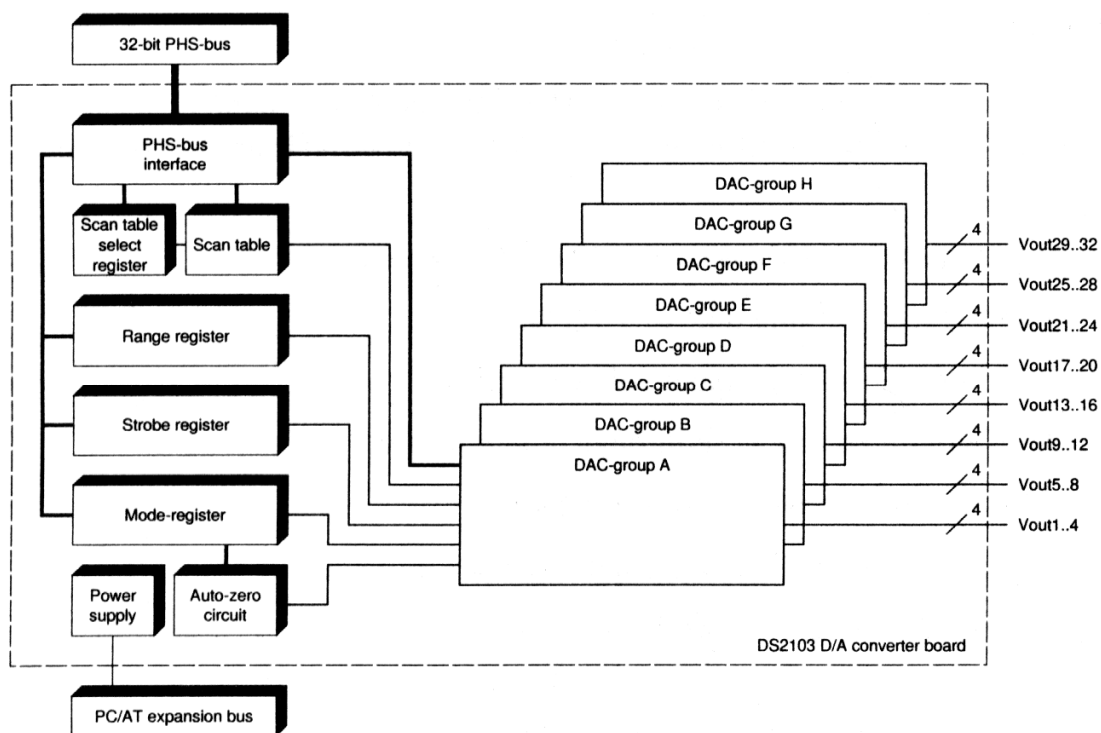 32-bit PHS-bus
PHS-bus
interface
Scan table
select
register
Scan table
Range register
Strobe register
Mode-register
Power
supply
Auto-zero
circuit
PC/AT expansion bus
DAC-group H
DAC-group G
DAC-group F
DAC-group E
DAC-group D
DAC-group C
DAC-group B
DAC-group A
4
Vout29..32
4
Vout25..28
4
Vout21..24
4
Vout17..20
4
Vout13..16
4
Vout9..12
4
Vout5..8
4
Vout1..4
DS2103 D/A converter board